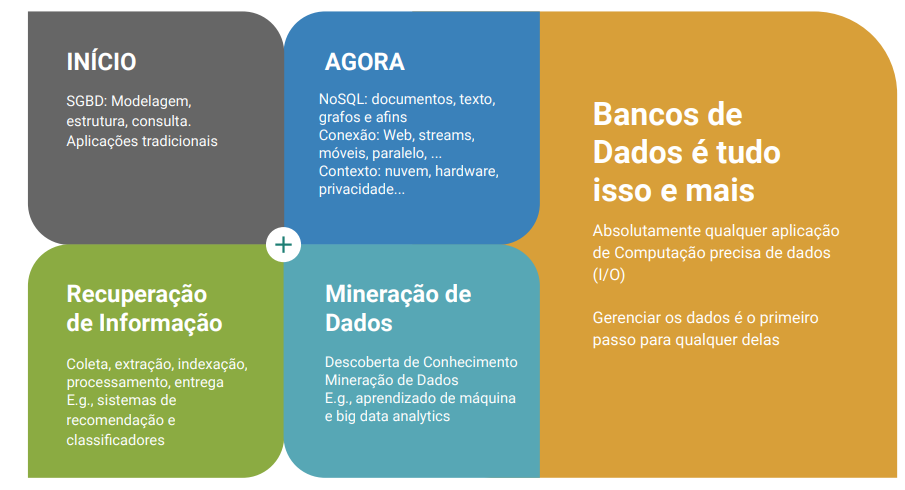 INÍCIO
SGBD: Modelagem,
estrutura, consulta.
Aplicações tradicionais
AGORA
NoSQL: documentos, texto,
grafos e afins
Conexão: Web, streams,
móveis, paralelo, ...
Contexto: nuvem, hardware,
privacidade...
Recuperação
de Informação
Coleta, extração, indexação,
processamento, entrega
E.g., sistemas de
recomendação e
classificadores
Mineração de
Dados
Descoberta de Conhecimento
Mineração de Dados
E.g., aprendizado de máquina
e big data analytics
Bancos de
Dados é tudo
isso e mais
Absolutamente qualquer aplicação
de Computação precisa de dados
(I/O)
Gerenciar os dados é o primeiro
passo para qualquer delas